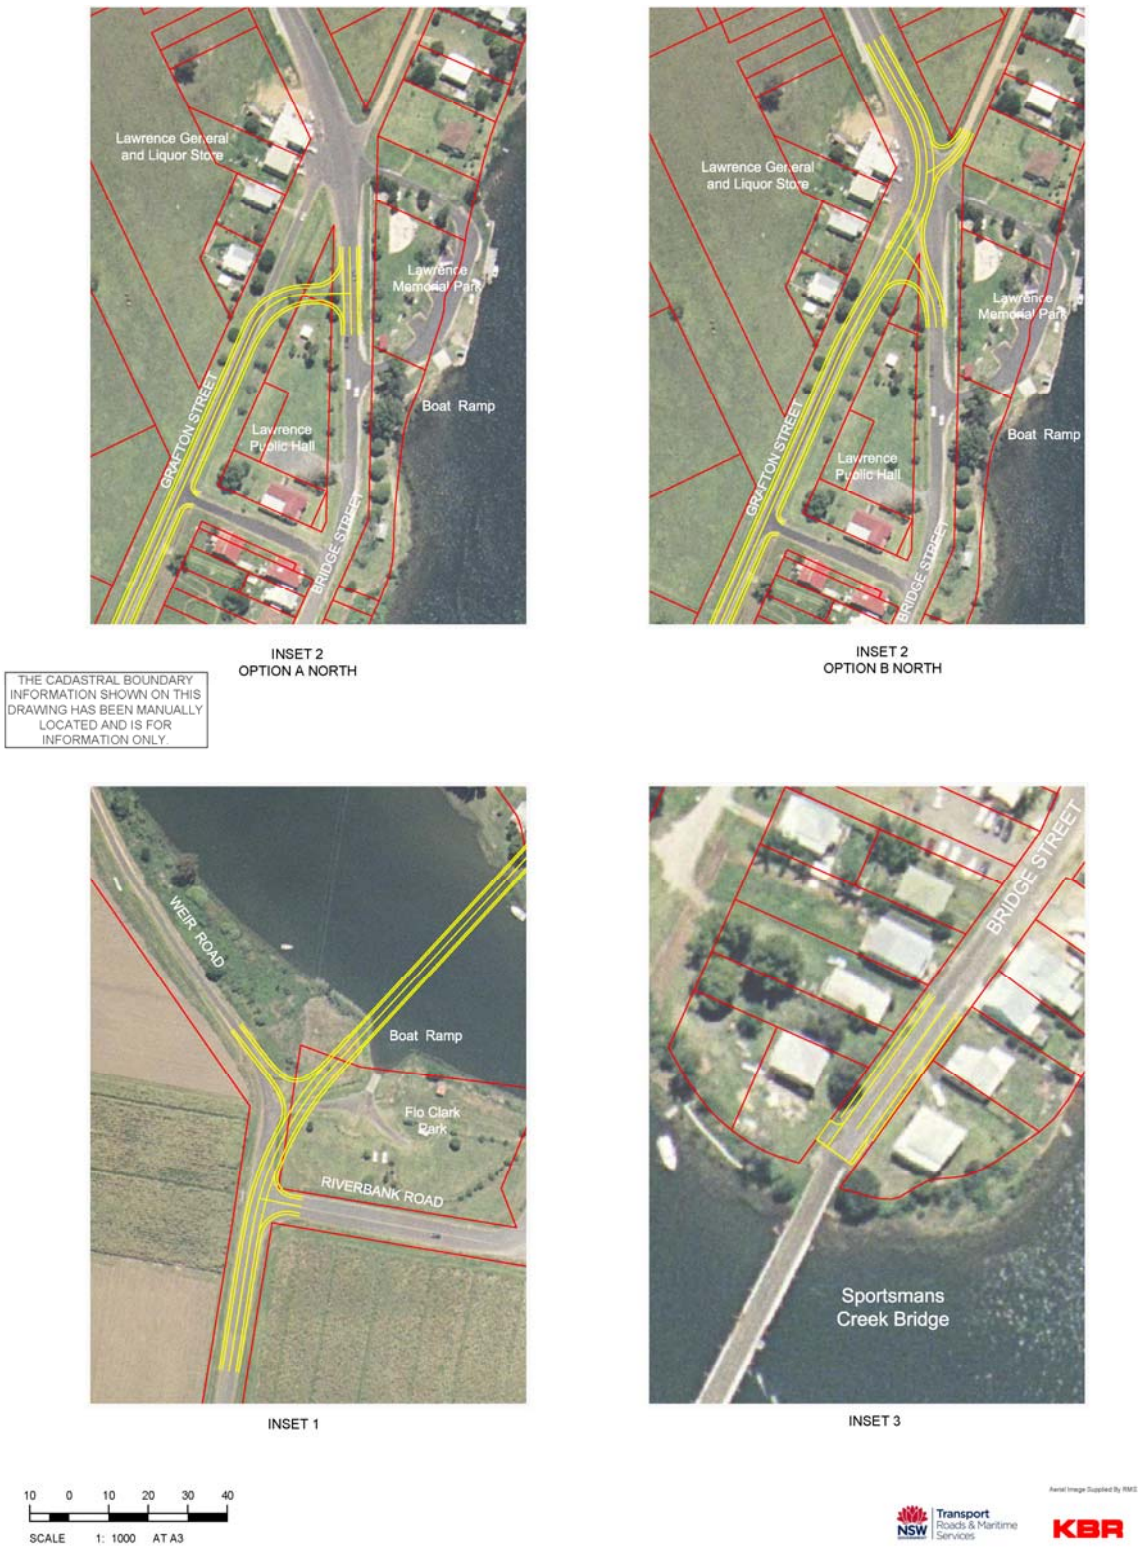 Lawrence General
and Liquor Store
Lawrence
Memorial Park
Boat Ramp
GRAFTON STREET
Lawrence
Public Hall
BRIDGE STREET
INSET 2
OPTION A NORTH
Lawrence General
and Liquor Store
Lawrence
Memorial Park
Boat Ramp
GRAFTON STREET
Lawrence
Public Hall
BRIDGE STREET
INSET 2
OPTION B NORTH
THE CADASTRAL BOUNDARY
INFORMATION SHOWN ON THIS
DRAWING HAS BEEN MANUALLY
LOCATED AND IS FOR
INFORMATION ONLY.
WEIR ROAD
Boat Ramp
Flo Clark
Park
RIVERBANK ROAD
INSET 1
BRIDGE STREET
Sportsmans
Creek Bridge
INSET 3
10 0 10 20 30 40
SCALE 1: 1000 AT A3
Aerial Image Supplied By RMS
NSW
Transport
Roads & Maritime
Services
KBR